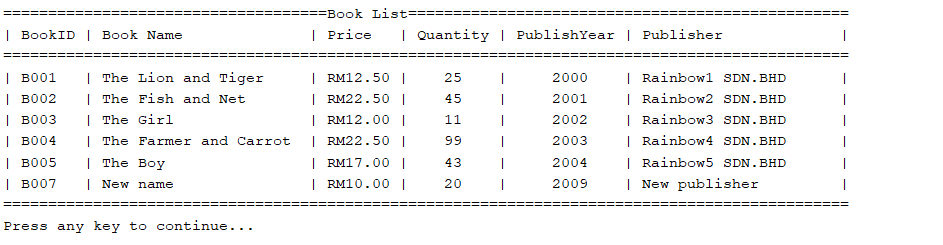 ====================================Book List=================================================
| BookID | Book Name               | Price   | Quantity | PublishYear | Publisher             |
==============================================================================================
| B001   | The Lion and Tiger      | RM12.50 |    25    |     2000    | Rainbow1 SDN.BHD      |
| B002   | The Fish and Net        | RM22.50 |    45    |     2001    | Rainbow2 SDN.BHD      |
| B003   | The Girl                | RM12.00 |    11    |     2002    | Rainbow3 SDN.BHD      |
| B004   | The Farmer and Carrot   | RM22.50 |    99    |     2003    | Rainbow4 SDN.BHD      |
| B005   | The Boy                 | RM17.00 |    43    |     2004    | Rainbow5 SDN.BHD      |
| B007   | New name                | RM10.00 |    20    |     2009    | New publisher         |
==============================================================================================
Press any key to continue...